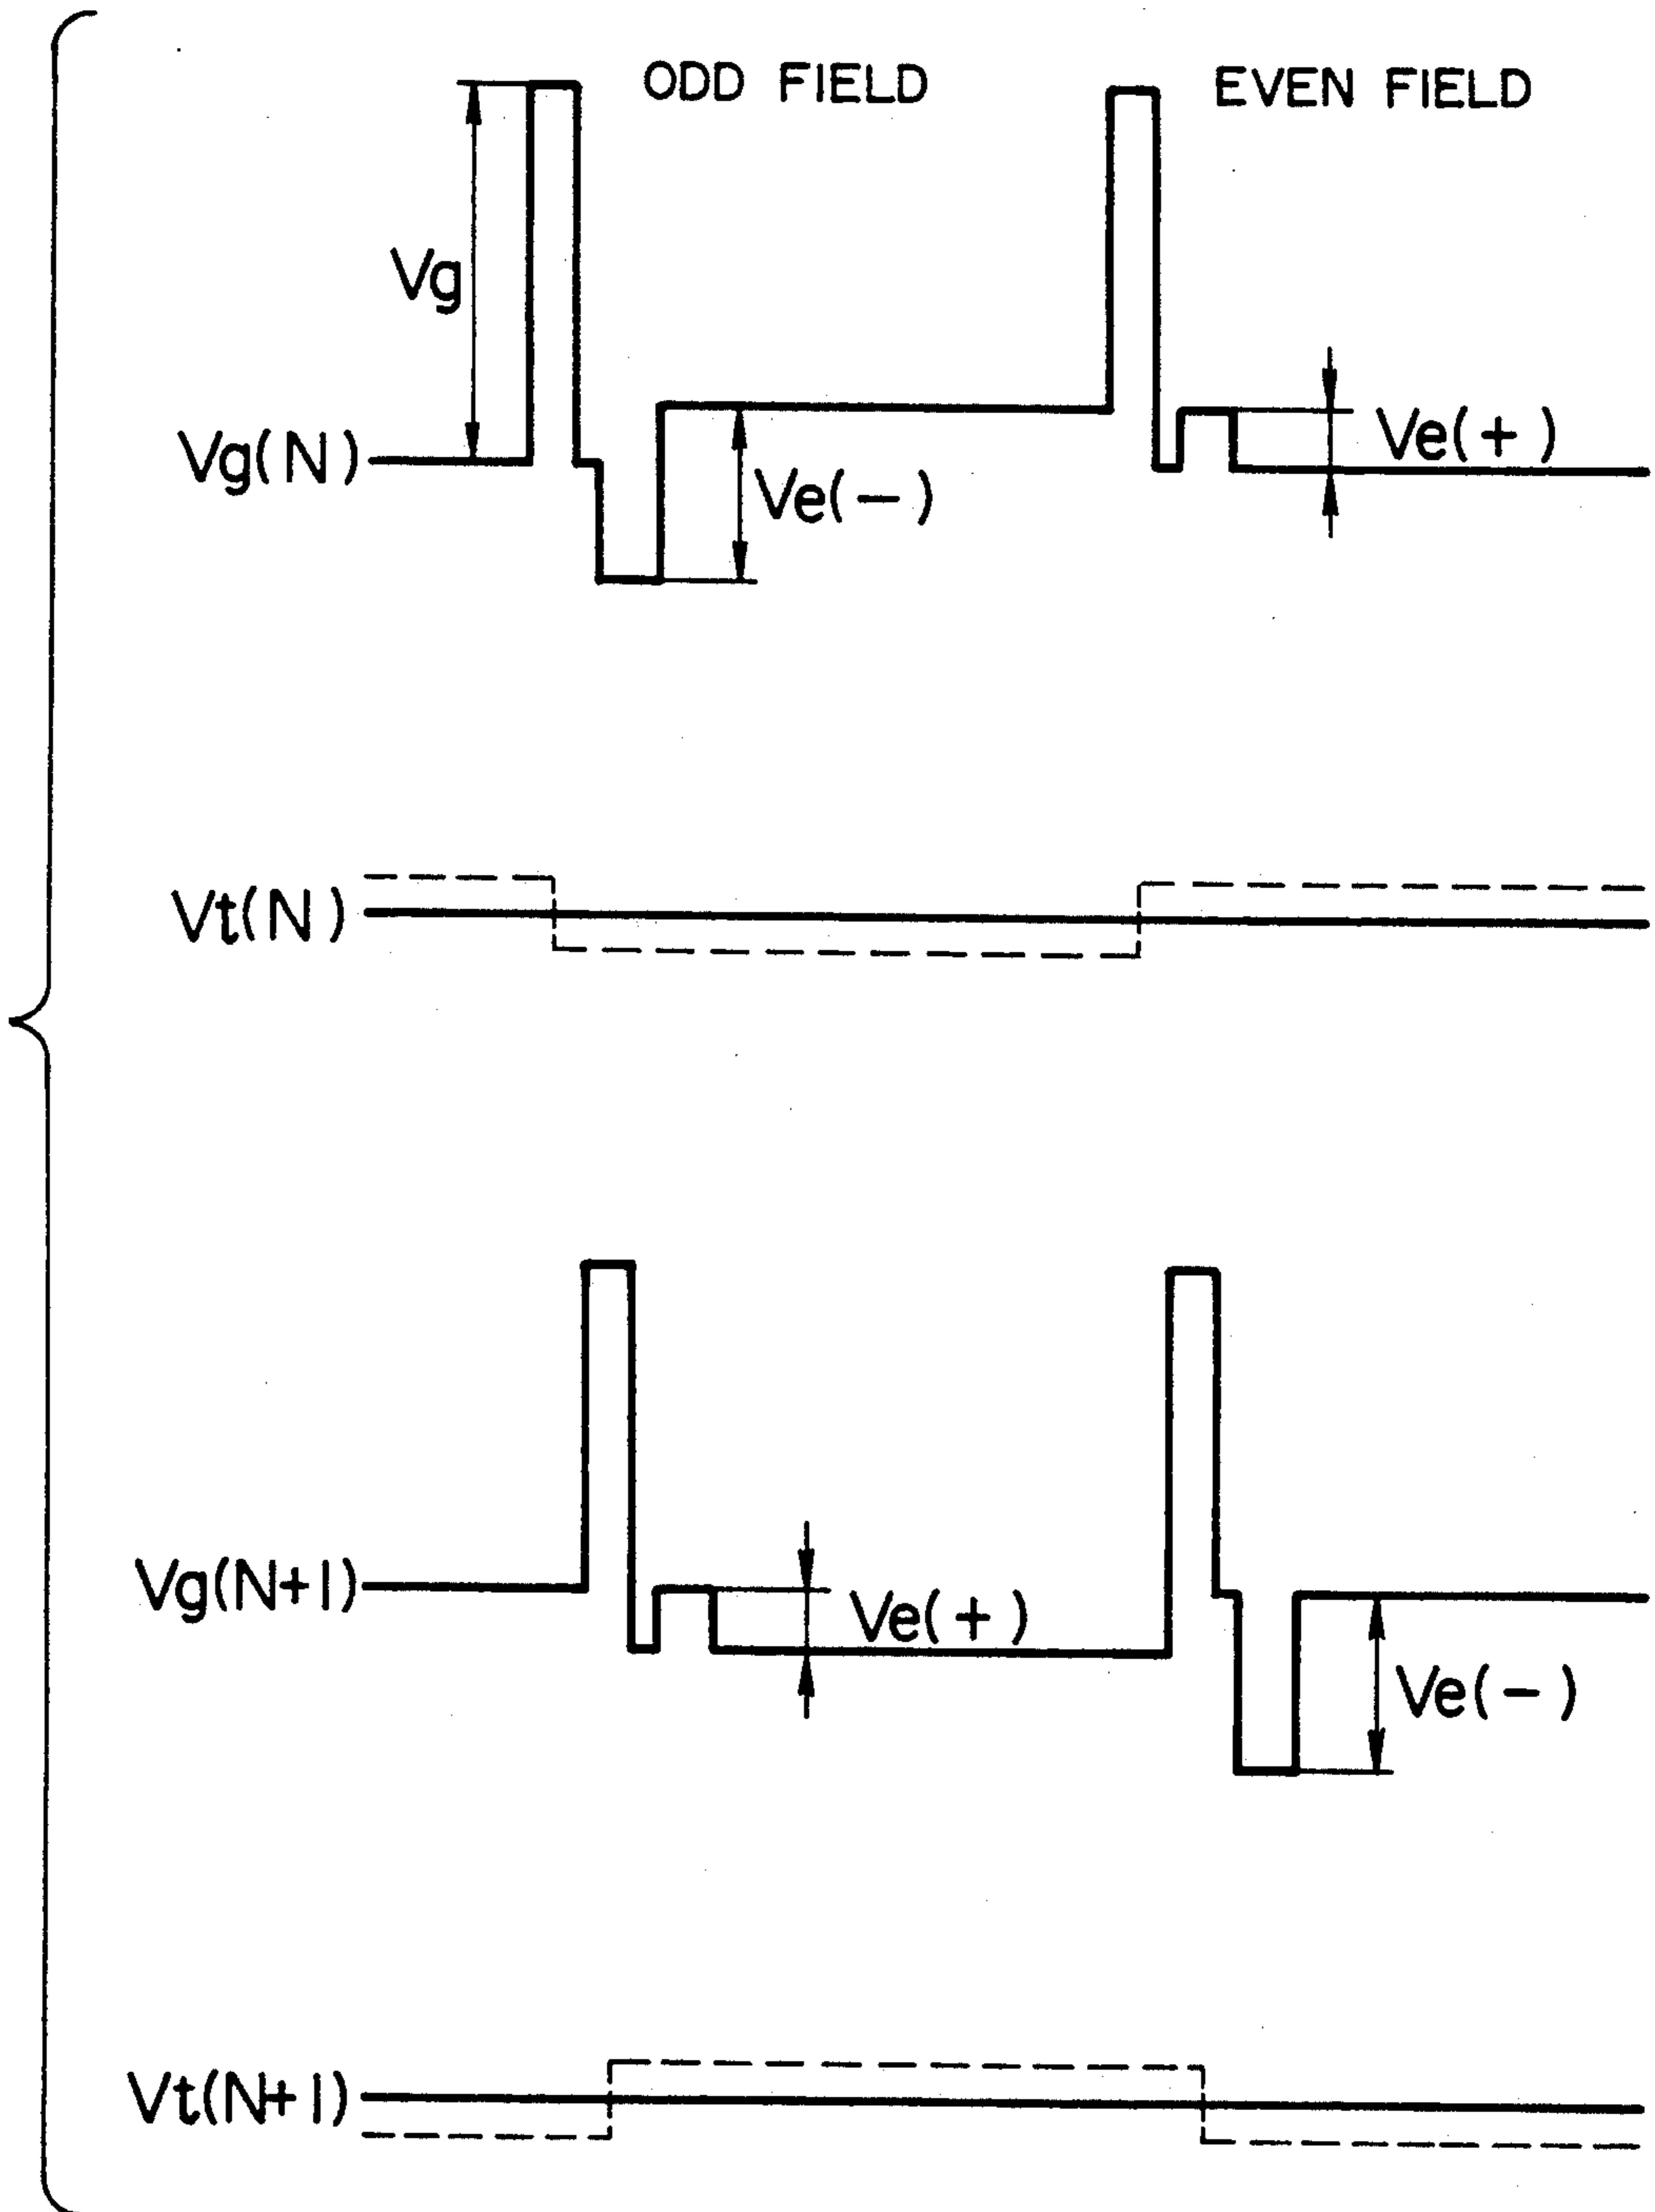 ODD FIELD
EVEN FIELD
Vg
Vg(N)
Ve(-)
Ve(+)
Vt(N)
Vg(N+1)
Ve(+)
Ve(-)
Vt(N+1)